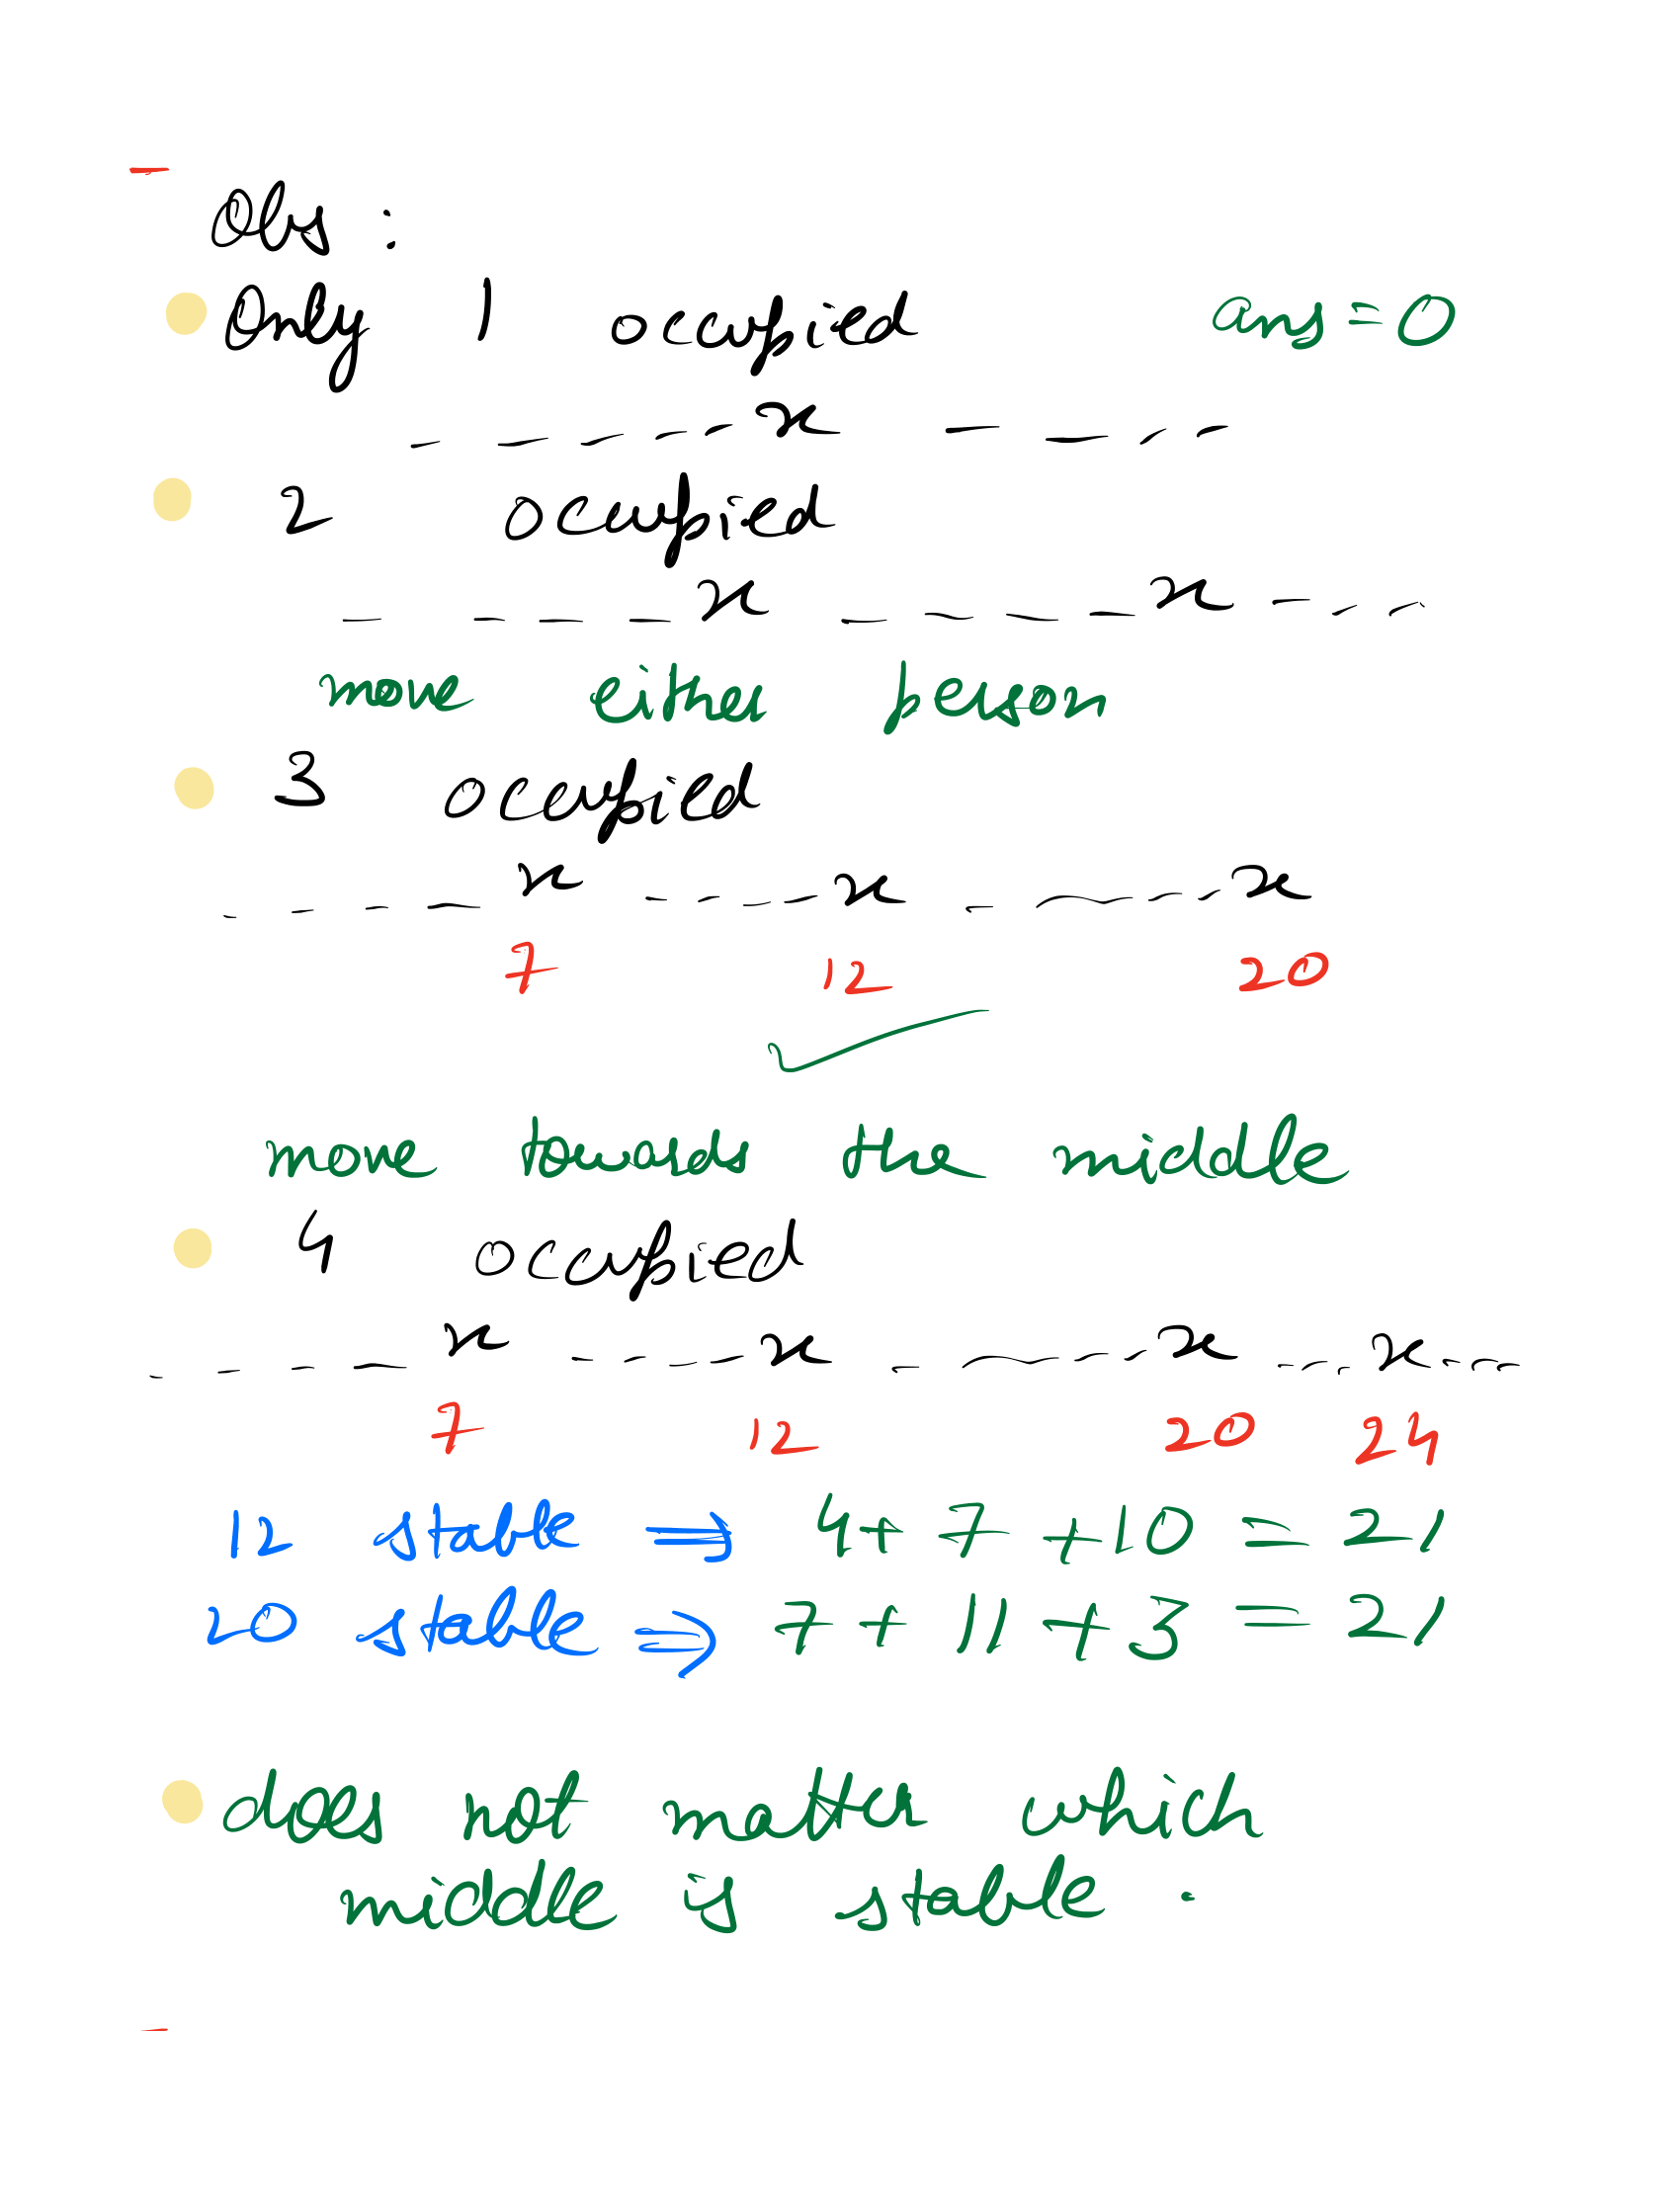 Obs :
Only 1 occupied ans = 0
_ _ _ _ _ x _ _ _ _
2 occupied
_ _ _ _ x _ _ _ _ x _ _ _
move either person
3 occupied
_ _ _ _ x _ _ _ _ x _ _ _ _ x
7 12 20
✓
move towards the middle
4 occupied
_ _ _ _ x _ _ _ _ x _ _ _ _ x _ _ _ x _ _
7 12 20 24
12 stable ⇒ 4 + 7 + 10 = 21
20 stable ⇒ 7 + 11 + 3 = 21
does not matter which
middle is stable .